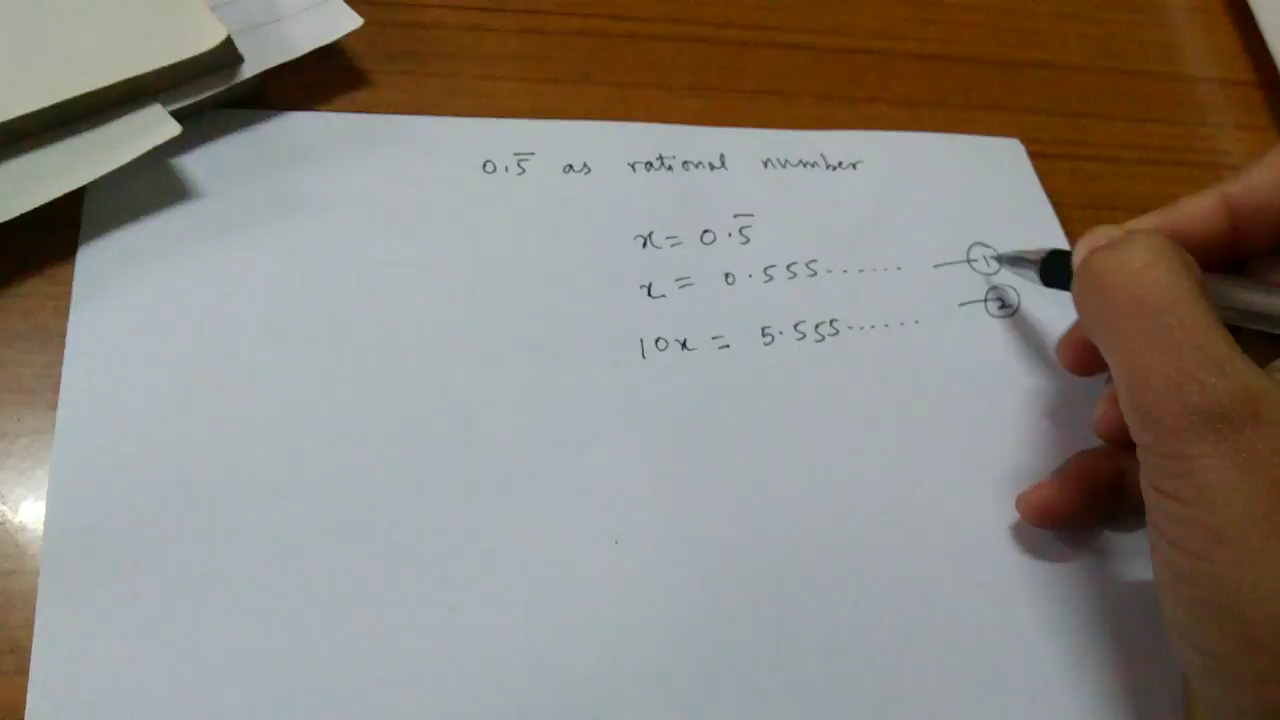 0.5̅ as rational number
x = 0.5̅
x = 0.555...... — ①
10x = 5.555...... — ②